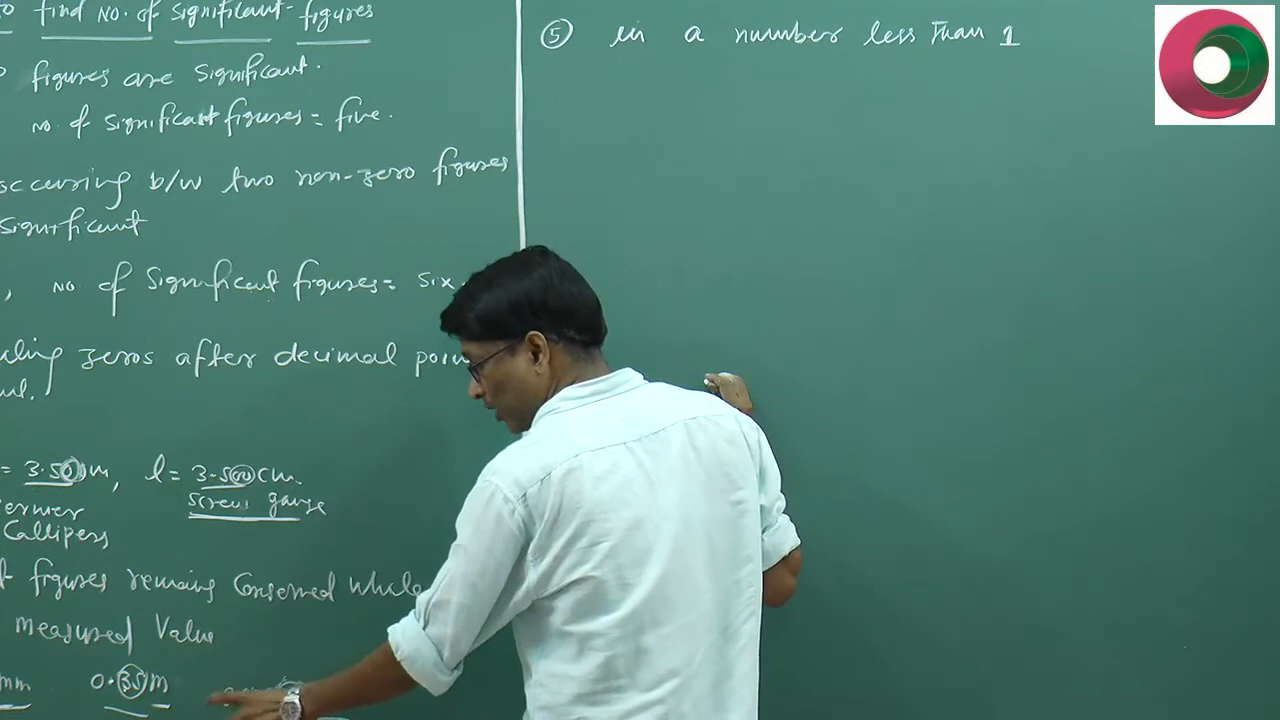 to find No. of significant figures
figures are significant.
No. of significant figures = five.
occurring b/w two non-zero figures
significant
, No of significant figures = six.
zeros after decimal
= 3.50 cm, l = 3.500 cm.
Callipers screw gauge
figures remains conserved while
measured value
mm 0.35 m
⑤ in a number less than 1